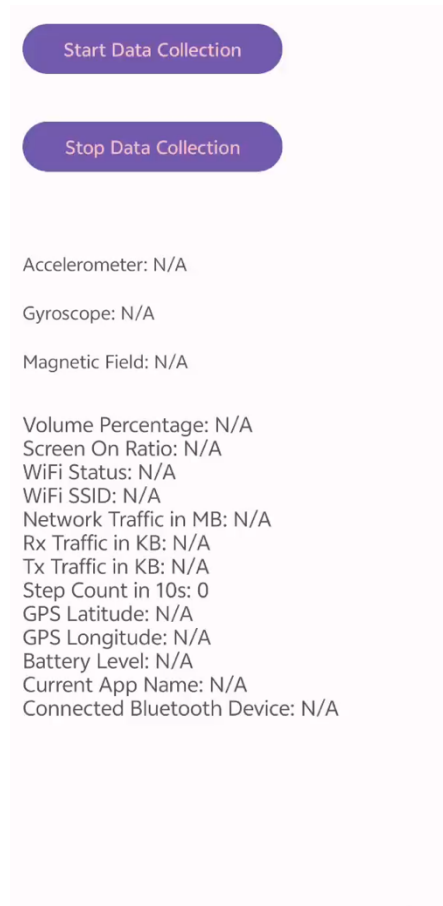 Start Data Collection
Stop Data Collection
Accelerometer: N/A
Gyroscope: N/A
Magnetic Field: N/A
Volume Percentage: N/A
Screen On Ratio: N/A
WiFi Status: N/A
WiFi SSID: N/A
Network Traffic in MB: N/A
Rx Traffic in KB: N/A
Tx Traffic in KB: N/A
Step Count in 10s: 0
GPS Latitude: N/A
GPS Longitude: N/A
Battery Level: N/A
Current App Name: N/A
Connected Bluetooth Device: N/A